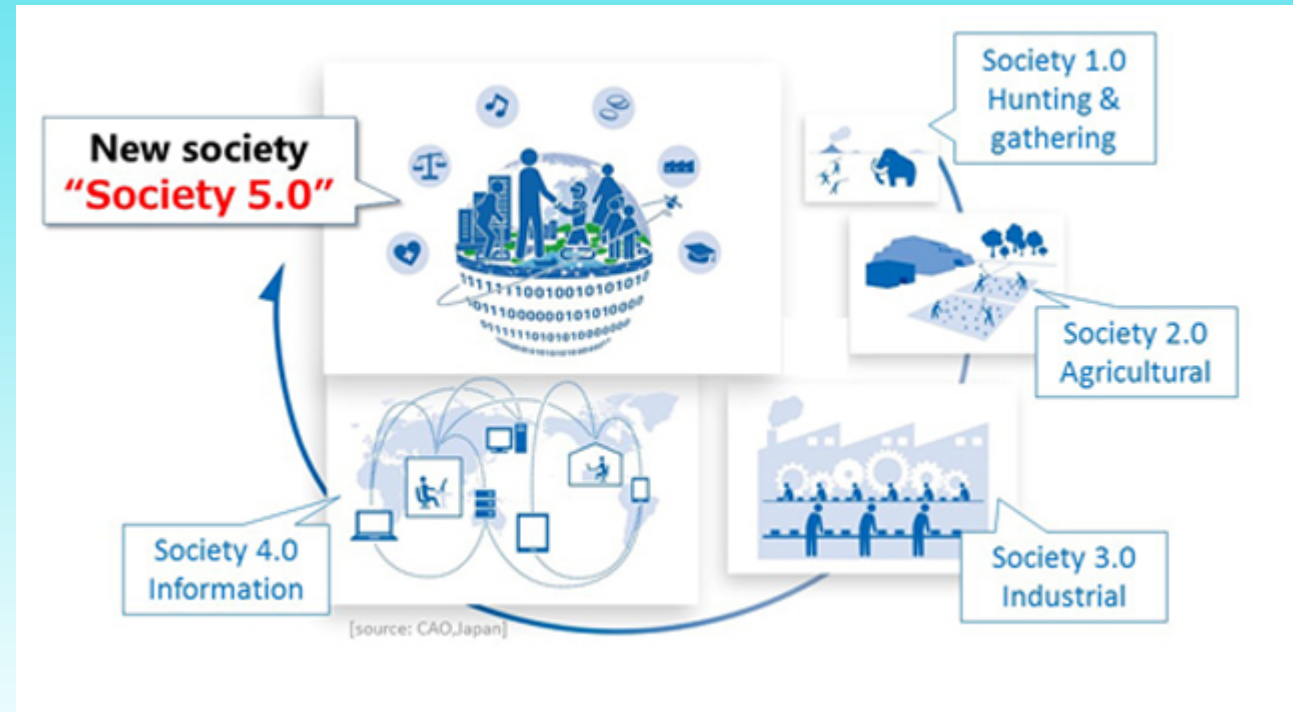 New society
“Society 5.0”
Society 1.0
Hunting &
gathering
Society 2.0
Agricultural
Society 3.0
Industrial
Society 4.0
Information
[source: CAO,Japan]